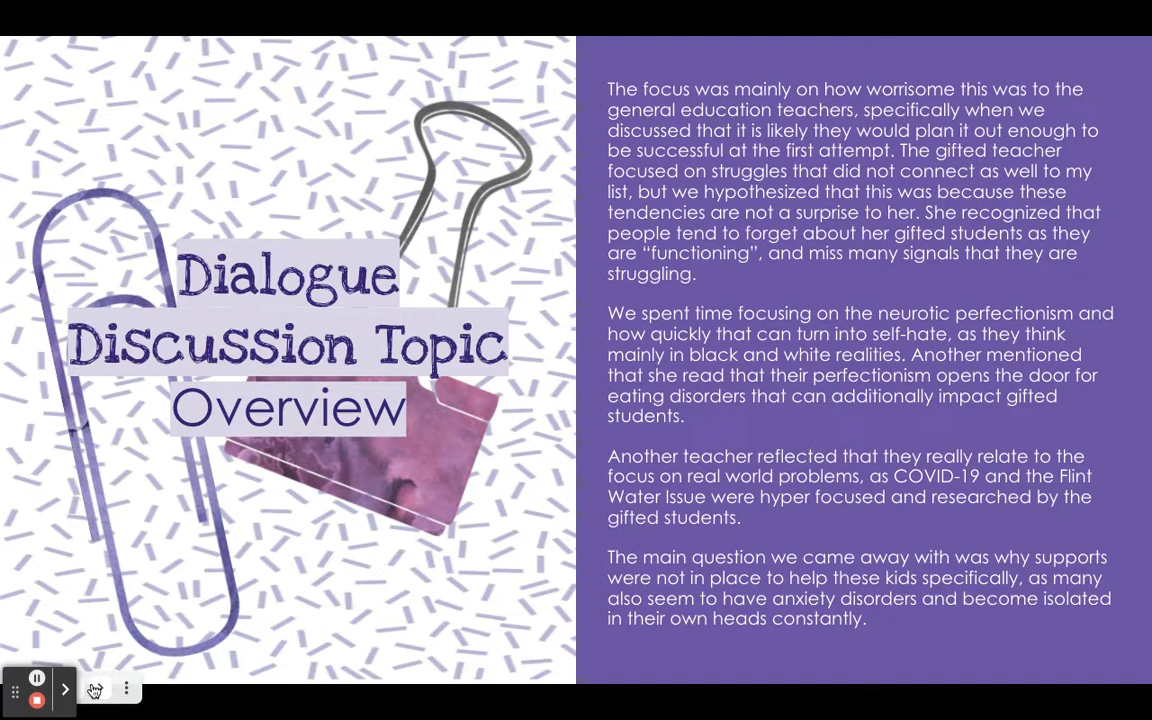 Dialogue
Discussion Topic
Overview
The focus was mainly on how worrisome this was to the
general education teachers, specifically when we
discussed that it is likely they would plan it out enough to
be successful at the first attempt. The gifted teacher
focused on struggles that did not connect as well to my
list, but we hypothesized that this was because these
tendencies are not a surprise to her. She recognized that
people tend to forget about her gifted students as they
are “functioning”, and miss many signals that they are
struggling.
We spent time focusing on the neurotic perfectionism and
how quickly that can turn into self-hate, as they think
mainly in black and white realities. Another mentioned
that she read that their perfectionism opens the door for
eating disorders that can additionally impact gifted
students.
Another teacher reflected that they really relate to the
focus on real world problems, as COVID-19 and the Flint
Water Issue were hyper focused and researched by the
gifted students.
The main question we came away with was why supports
were not in place to help these kids specifically, as many
also seem to have anxiety disorders and become isolated
in their own heads constantly.